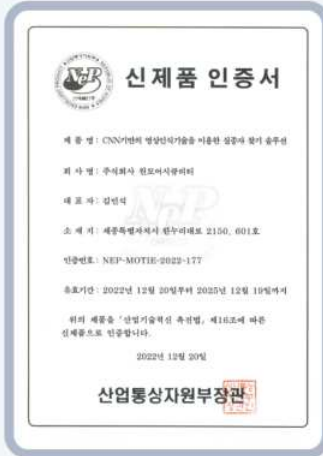 NeP
신제품 인증서
제 품 명 : CNN기반의 영상인식기술을 이용한 실종자 찾기 솔루션
회 사 명 : 주식회사 원모어시큐리티
대 표 자 : 김민식
소 재 지 : 세종특별자치시 한누리대로 2150, 601호
인증번호 : NEP-MOTIE-2022-177
유효기간 : 2022년 12월 20일부터 2025년 12월 19일까지
위의 제품을 「산업기술혁신 촉진법」 제16조에 따른
신제품으로 인증합니다.
2022년 12월 20일
산업통상자원부장관